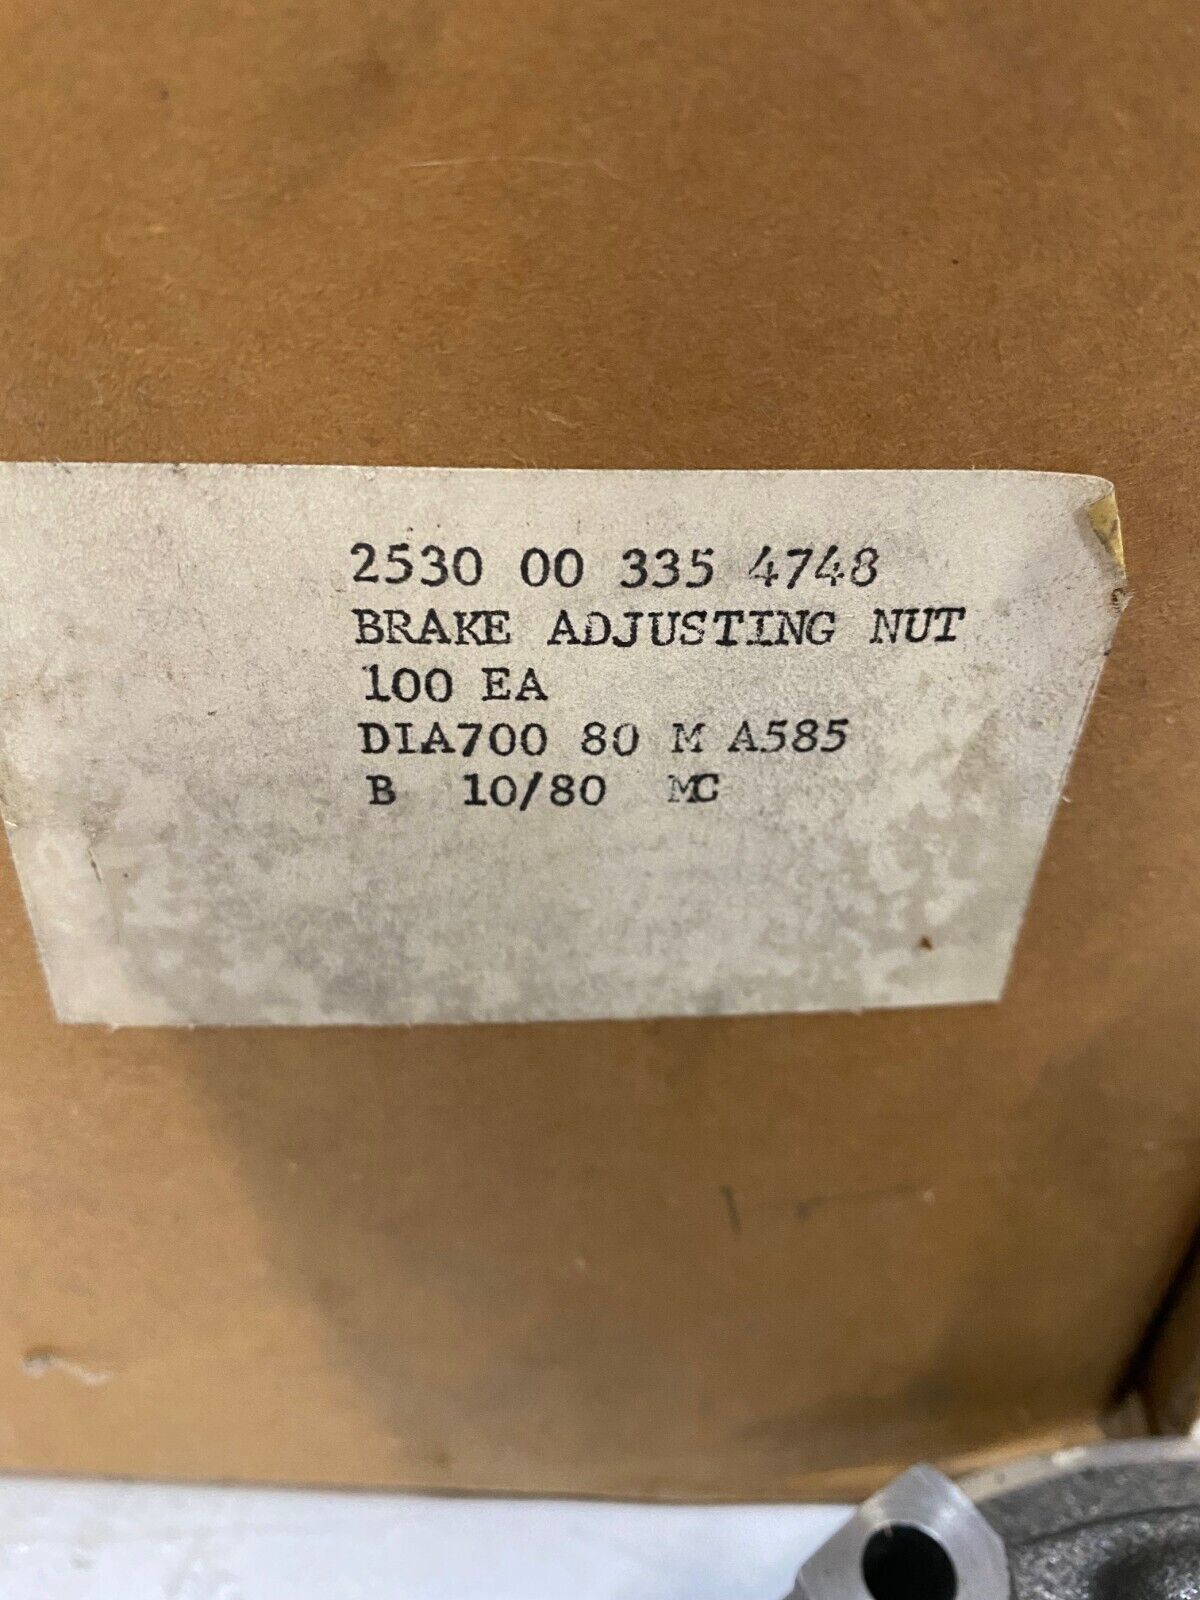 2530 00 335 4748
BRAKE ADJUSTING NUT
100 EA
DIA700 80 M A585
B 10/80 MC